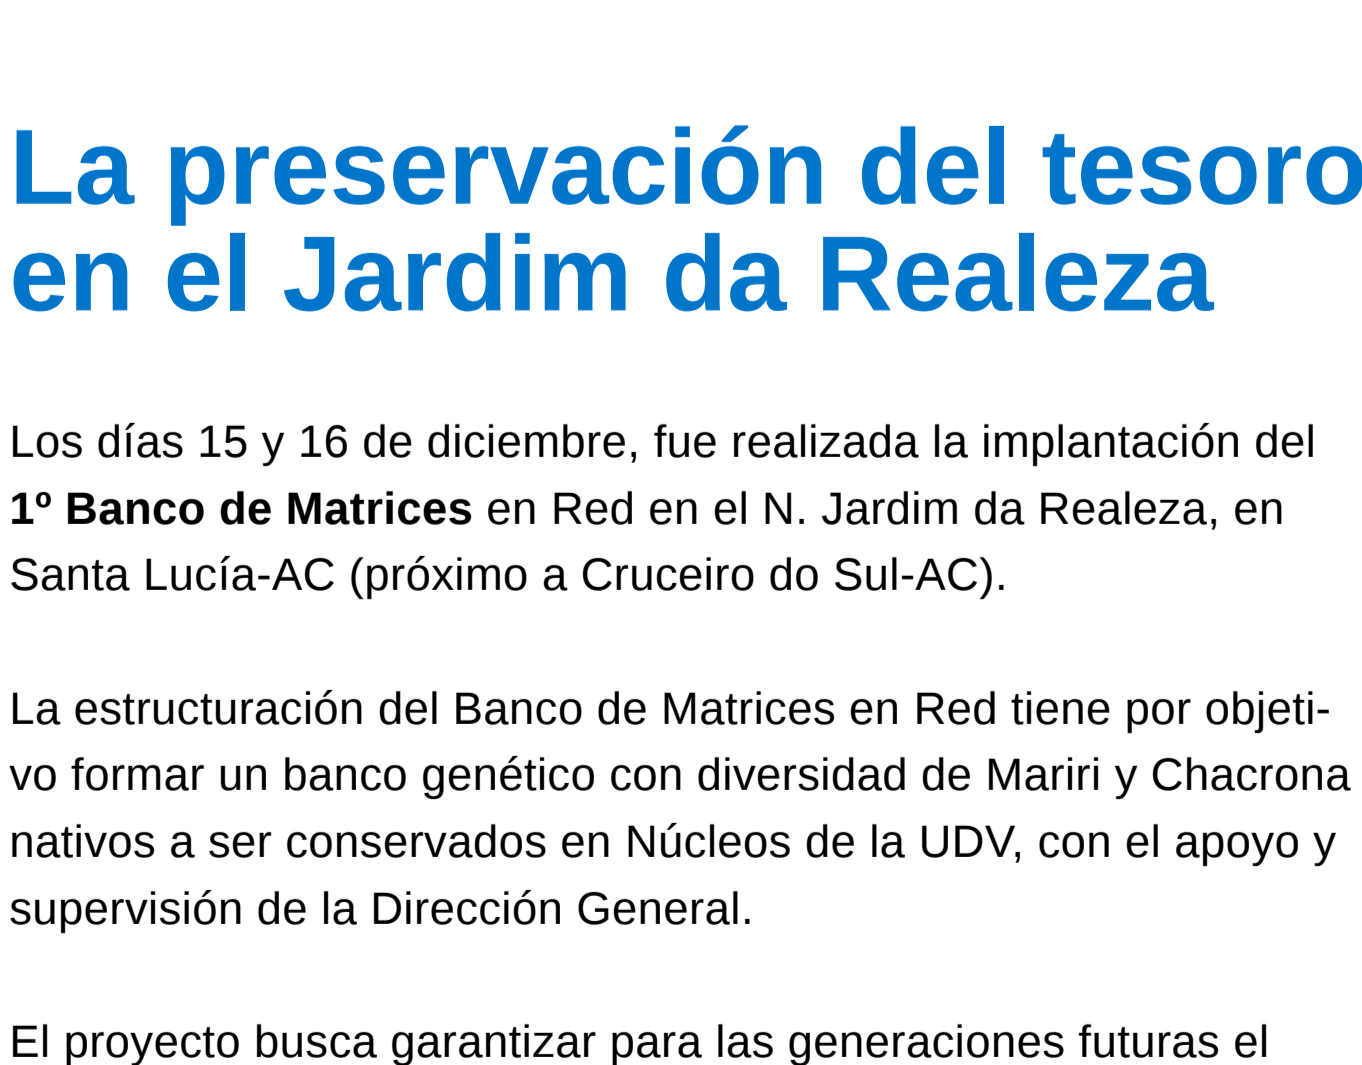 La preservación del tesoro
en el Jardim da Realeza
Los días 15 y 16 de diciembre, fue realizada la implantación del
1º Banco de Matrices en Red en el N. Jardim da Realeza, en
Santa Lucía-AC (próximo a Cruceiro do Sul-AC).
La estructuración del Banco de Matrices en Red tiene por objeti-
vo formar un banco genético con diversidad de Mariri y Chacrona
nativos a ser conservados en Núcleos de la UDV, con el apoyo y
supervisión de la Dirección General.
El proyecto busca garantizar para las generaciones futuras el